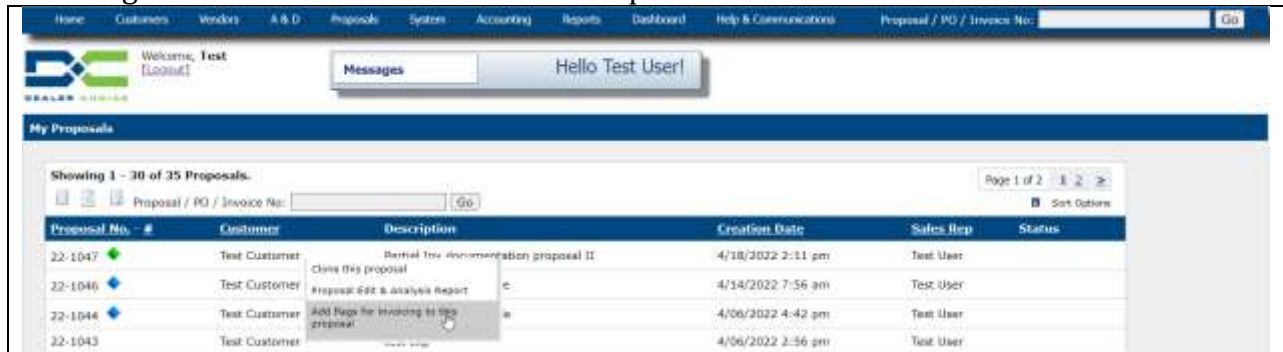 Home Customers Vendors A & D Proposals System Accounting Reports Dashboard Help & Communications Proposal / PO / Invoice No: Go
Welcome, Test
[Logout]
Messages Hello Test User!
DEALER CHOICE
My Proposals
Showing 1 - 30 of 35 Proposals.
Page 1 of 2 1 2 >
Proposal / PO / Invoice No: Go
Sort Options
Proposal No. - # Customer Description Creation Date Sales Rep Status
22-1047 Test Customer Partial Inv documentation proposal II 4/18/2022 2:11 pm Test User
Clone this proposal
22-1046 Test Customer e 4/14/2022 7:56 am Test User
Proposal Edit & Analysis Report
22-1044 Test Customer e 4/06/2022 4:42 pm Test User
Add flags for invoicing to this
proposal
22-1043 Test Customer 4/06/2022 2:56 pm Test User